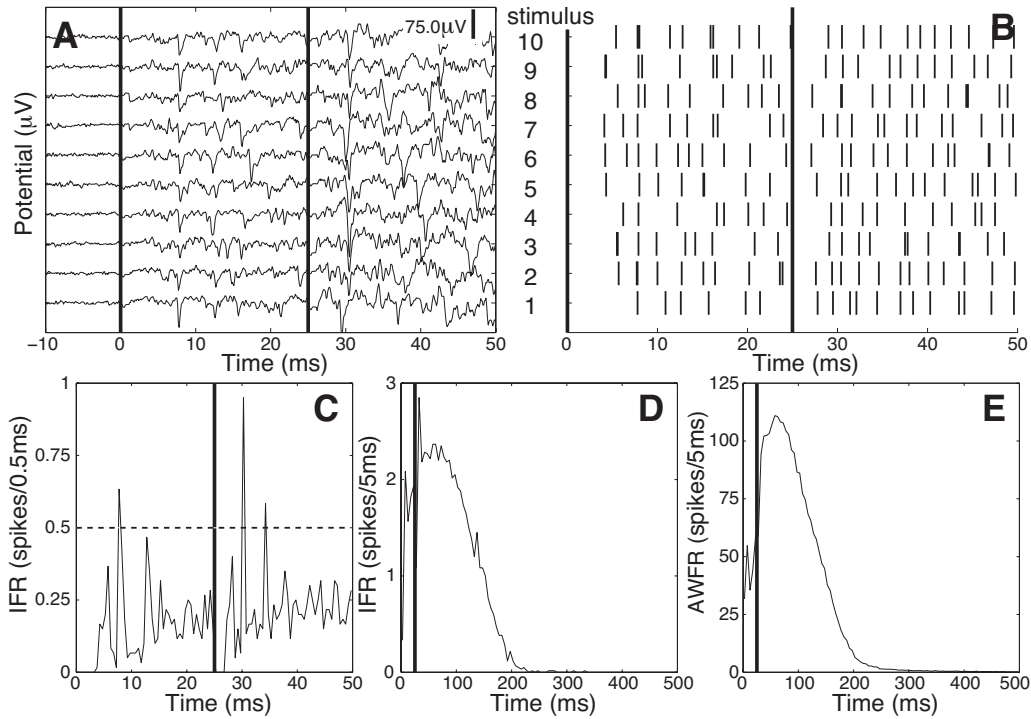 A
75.0μV
Potential (μV)
−10 0 10 20 30 40 50
Time (ms)
stimulus
B
10
9
8
7
6
5
4
3
2
1
0 10 20 30 40 50
Time (ms)
C
1
0.75
0.5
0.25
0
IFR (spikes/0.5ms)
0 10 20 30 40 50
Time (ms)
D
3
2
1
0
IFR (spikes/5ms)
0 100 200 300 400 500
Time (ms)
E
125
100
75
50
25
0
AWFR (spikes/5ms)
0 100 200 300 400 500
Time (ms)